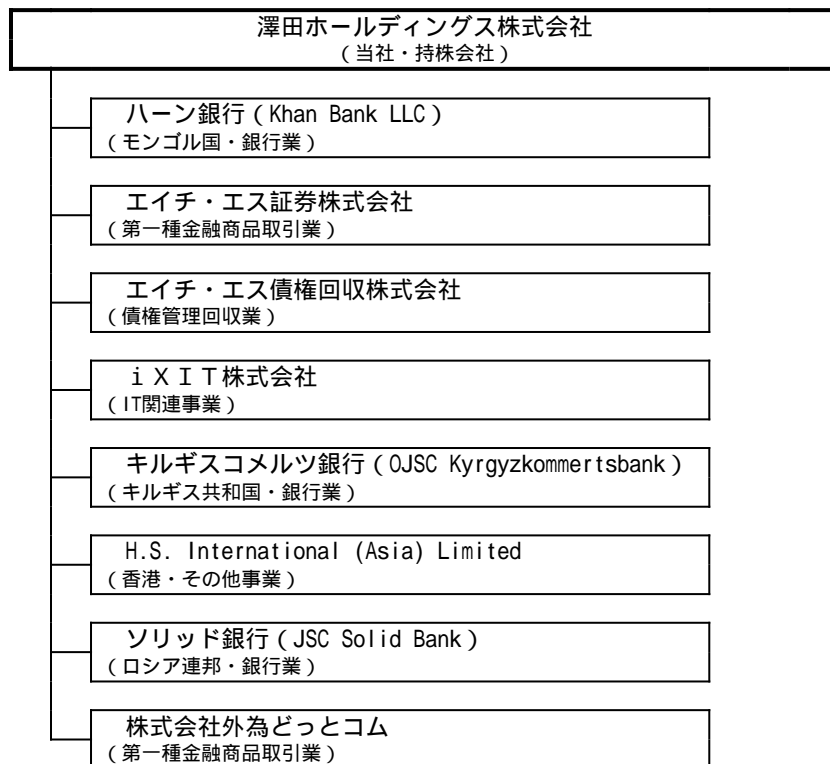 澤田ホールディングス株式会社
(当社・持株会社)
ハーン銀行(Khan Bank LLC)
(モンゴル国・銀行業)
エイチ・エス証券株式会社
(第一種金融商品取引業)
エイチ・エス債権回収株式会社
(債権管理回収業)
iXIT株式会社
(IT関連事業)
キルギスコメルツ銀行(OJSC Kyrgyzkommertsbank)
(キルギス共和国・銀行業)
H.S. International (Asia) Limited
(香港・その他事業)
ソリッド銀行(JSC Solid Bank)
(ロシア連邦・銀行業)
株式会社外為どっとコム
(第一種金融商品取引業)